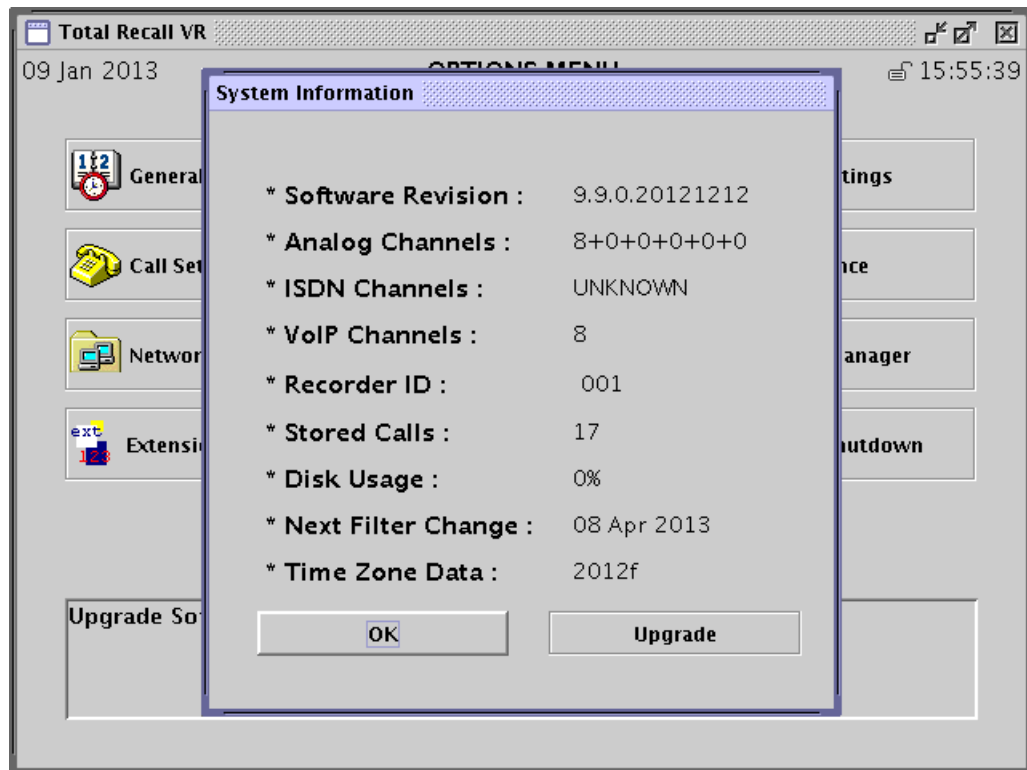 Total Recall VR
09 Jan 2013
15:55:39
System Information
General
tings
* Software Revision : 9.9.0.20121212
* Analog Channels : 8+0+0+0+0+0
Call Set
nce
* ISDN Channels : UNKNOWN
* VoIP Channels : 8
Networ
anager
* Recorder ID : 001
* Stored Calls : 17
ext
123
Extensi
utdown
* Disk Usage : 0%
* Next Filter Change : 08 Apr 2013
* Time Zone Data : 2012f
Upgrade So
OK
Upgrade